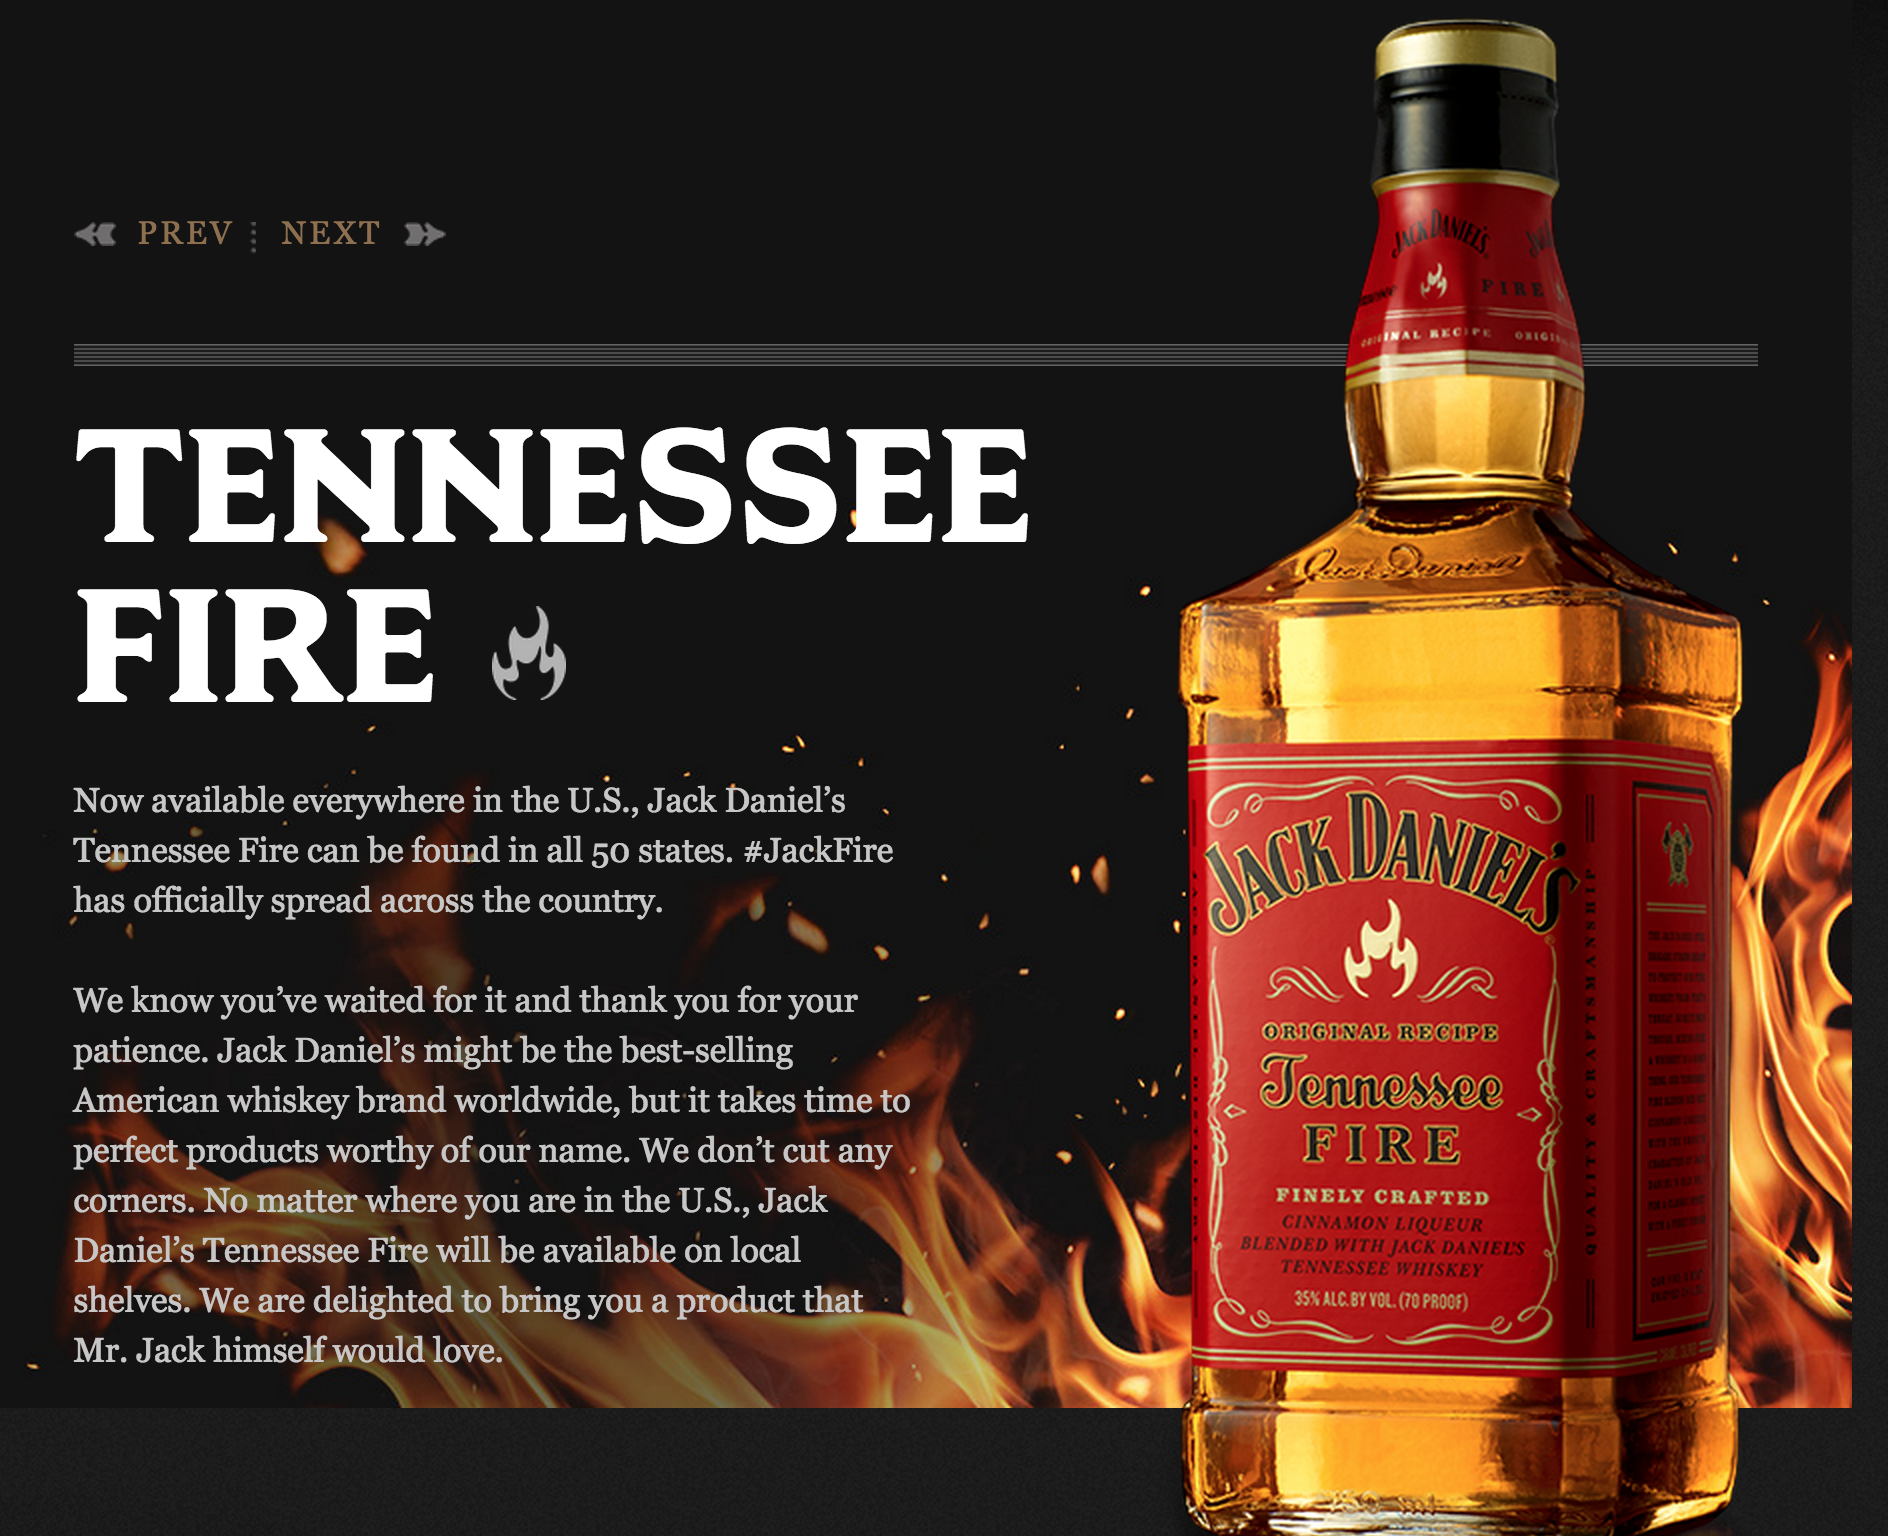 PREV NEXT
TENNESSEE
FIRE
Now available everywhere in the U.S., Jack Daniel’s
Tennessee Fire can be found in all 50 states. #JackFire
has officially spread across the country.
We know you’ve waited for it and thank you for your
patience. Jack Daniel’s might be the best-selling
American whiskey brand worldwide, but it takes time to
perfect products worthy of our name. We don’t cut any
corners. No matter where you are in the U.S., Jack
Daniel’s Tennessee Fire will be available on local
shelves. We are delighted to bring you a product that
Mr. Jack himself would love.
JACK DANIEL'S
FIRE
ORIGINAL RECIPE
Jack Daniel
JACK DANIEL'S
ORIGINAL RECIPE
Tennessee
FIRE
FINELY CRAFTED
CINNAMON LIQUEUR
BLENDED WITH JACK DANIEL'S
TENNESSEE WHISKEY
35% ALC. BY VOL. (70 PROOF)
QUALITY & CRAFTSMANSHIP